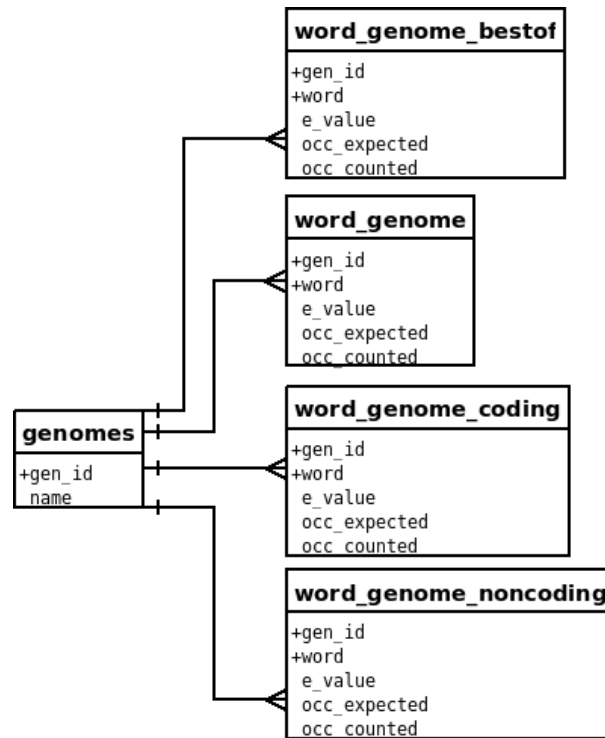 word_genome_bestof
+gen_id
+word
e_value
occ_expected
occ_counted
word_genome
+gen_id
+word
e_value
occ_expected
occ_counted
genomes
+gen_id
name
word_genome_coding
+gen_id
+word
e_value
occ_expected
occ_counted
word_genome_noncoding
+gen_id
+word
e_value
occ_expected
occ_counted